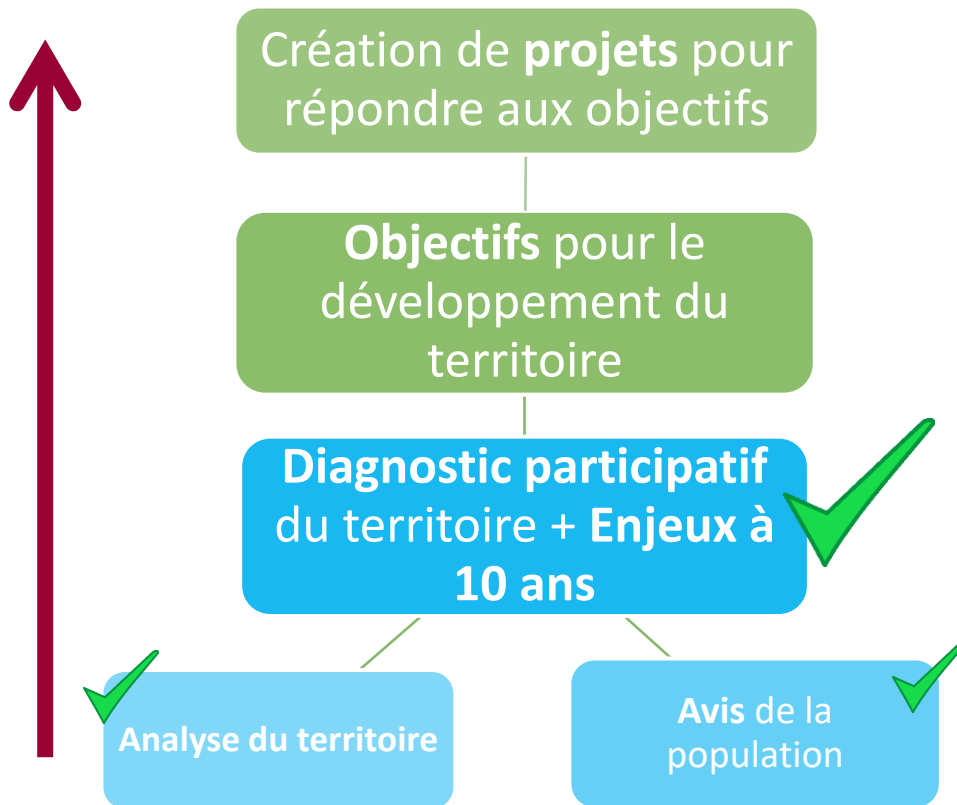 Création de projets pour
répondre aux objectifs
Objectifs pour le
développement du
territoire
Diagnostic participatif
du territoire + Enjeux à
10 ans
Analyse du territoire
Avis de la
population